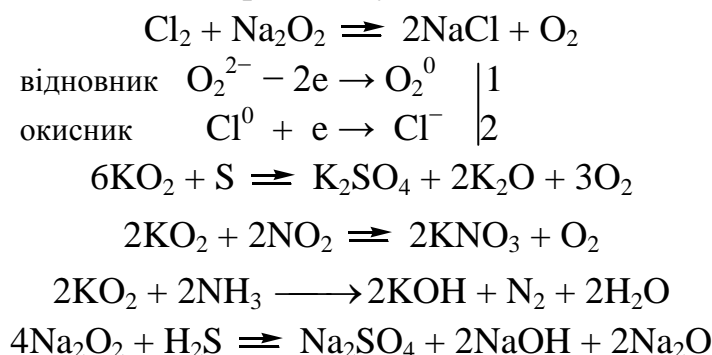 Cl₂ + Na₂O₂ ⇌ 2NaCl + O₂
відновник O₂²⁻ − 2e → O₂⁰ | 1
окисник Cl⁰ + e → Cl⁻ | 2
6KO₂ + S ⇌ K₂SO₄ + 2K₂O + 3O₂
2KO₂ + 2NO₂ ⇌ 2KNO₃ + O₂
2KO₂ + 2NH₃ ⟶ 2KOH + N₂ + 2H₂O
4Na₂O₂ + H₂S ⇌ Na₂SO₄ + 2NaOH + 2Na₂O